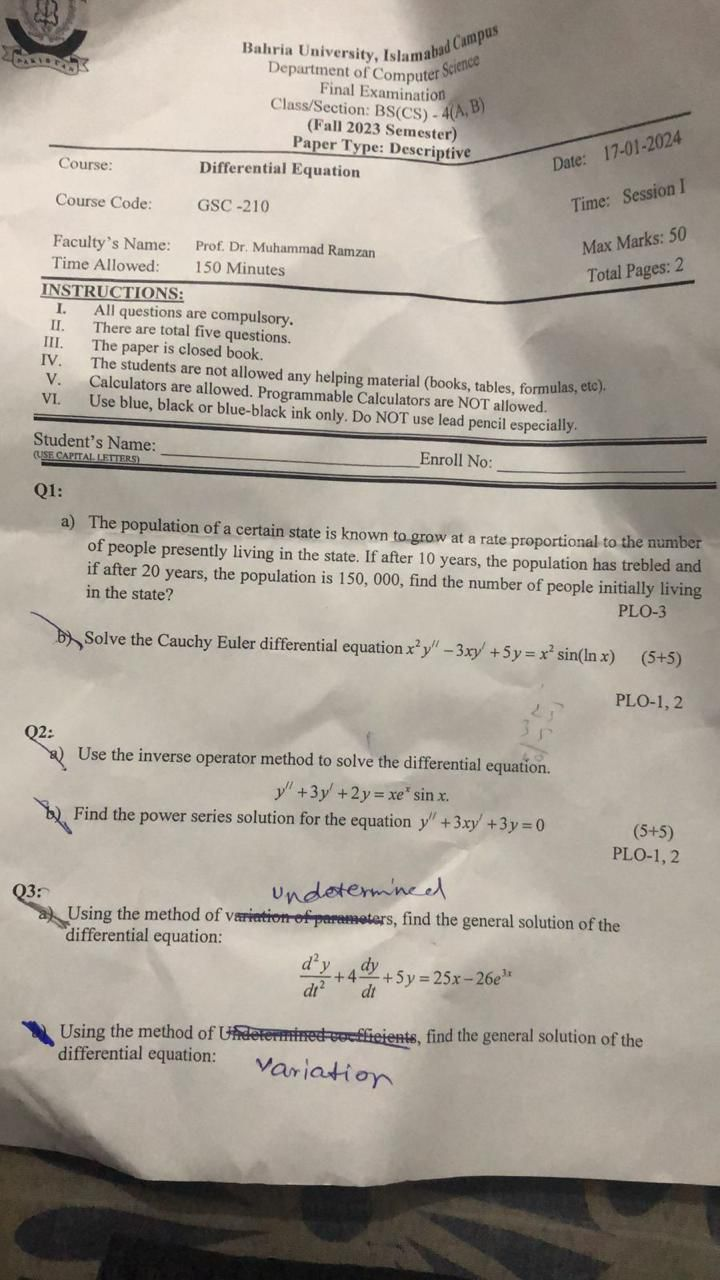 PAKISTAN
Bahria University, Islamabad Campus
Department of Computer Science
Final Examination
Class/Section: BS(CS) - 4(A, B)
(Fall 2023 Semester)
Paper Type: Descriptive
Course: Differential Equation Date: 17-01-2024
Course Code: GSC -210 Time: Session I
Faculty's Name: Prof. Dr. Muhammad Ramzan Max Marks: 50
Time Allowed: 150 Minutes Total Pages: 2
INSTRUCTIONS:
I. All questions are compulsory.
II. There are total five questions.
III. The paper is closed book.
IV. The students are not allowed any helping material (books, tables, formulas, etc).
V. Calculators are allowed. Programmable Calculators are NOT allowed.
VI. Use blue, black or blue-black ink only. Do NOT use lead pencil especially.
Student's Name: Enroll No:
(USE CAPITAL LETTERS)
Q1:
a) The population of a certain state is known to grow at a rate proportional to the number
of people presently living in the state. If after 10 years, the population has trebled and
if after 20 years, the population is 150, 000, find the number of people initially living
in the state?
PLO-3
b) Solve the Cauchy Euler differential equation x²y′′ − 3xy′ + 5y = x² sin(ln x) (5+5)
PLO-1, 2
25
35
Q2:
a) Use the inverse operator method to solve the differential equation.
y′′ + 3y′ + 2y = xeˣ sin x.
b) Find the power series solution for the equation y′′ + 3xy′ + 3y = 0 (5+5)
PLO-1, 2
Q3:
undetermined
a) Using the method of variation of parameters, find the general solution of the
differential equation:
d²y/dt² + 4 dy/dt + 5y = 25x − 26e³ˣ
Using the method of Undetermined coefficients, find the general solution of the
differential equation:
variation